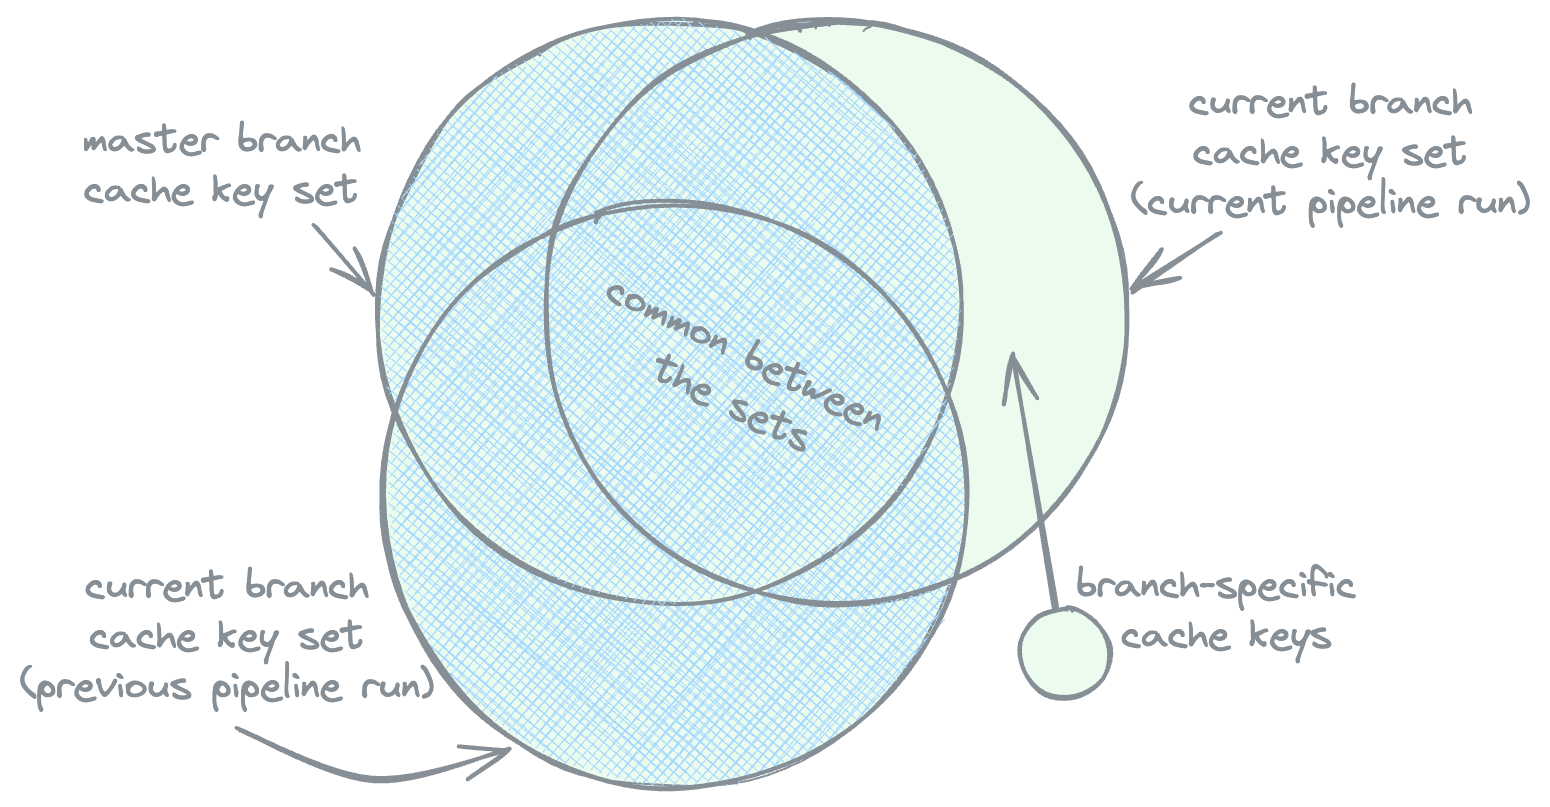 master branch
cache key set
current branch
cache key set
(current pipeline run)
common between
the sets
current branch
cache key set
(previous pipeline run)
branch-specific
cache keys